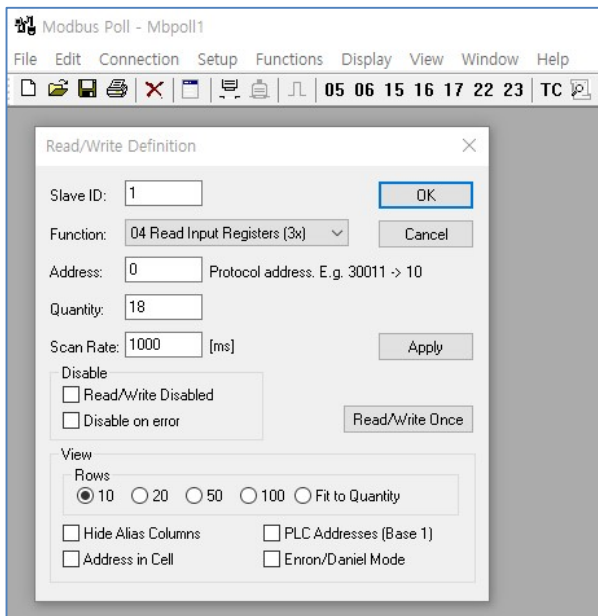 Modbus Poll - Mbpoll1
File Edit Connection Setup Functions Display View Window Help
05 06 15 16 17 22 23 TC
Read/Write Definition
Slave ID: 1 OK
Function: 04 Read Input Registers (3x) Cancel
Address: 0 Protocol address. E.g. 30011 -> 10
Quantity: 18
Scan Rate: 1000 [ms] Apply
Disable
Read/Write Disabled
Disable on error Read/Write Once
View
Rows
10 20 50 100 Fit to Quantity
Hide Alias Columns PLC Addresses (Base 1)
Address in Cell Enron/Daniel Mode